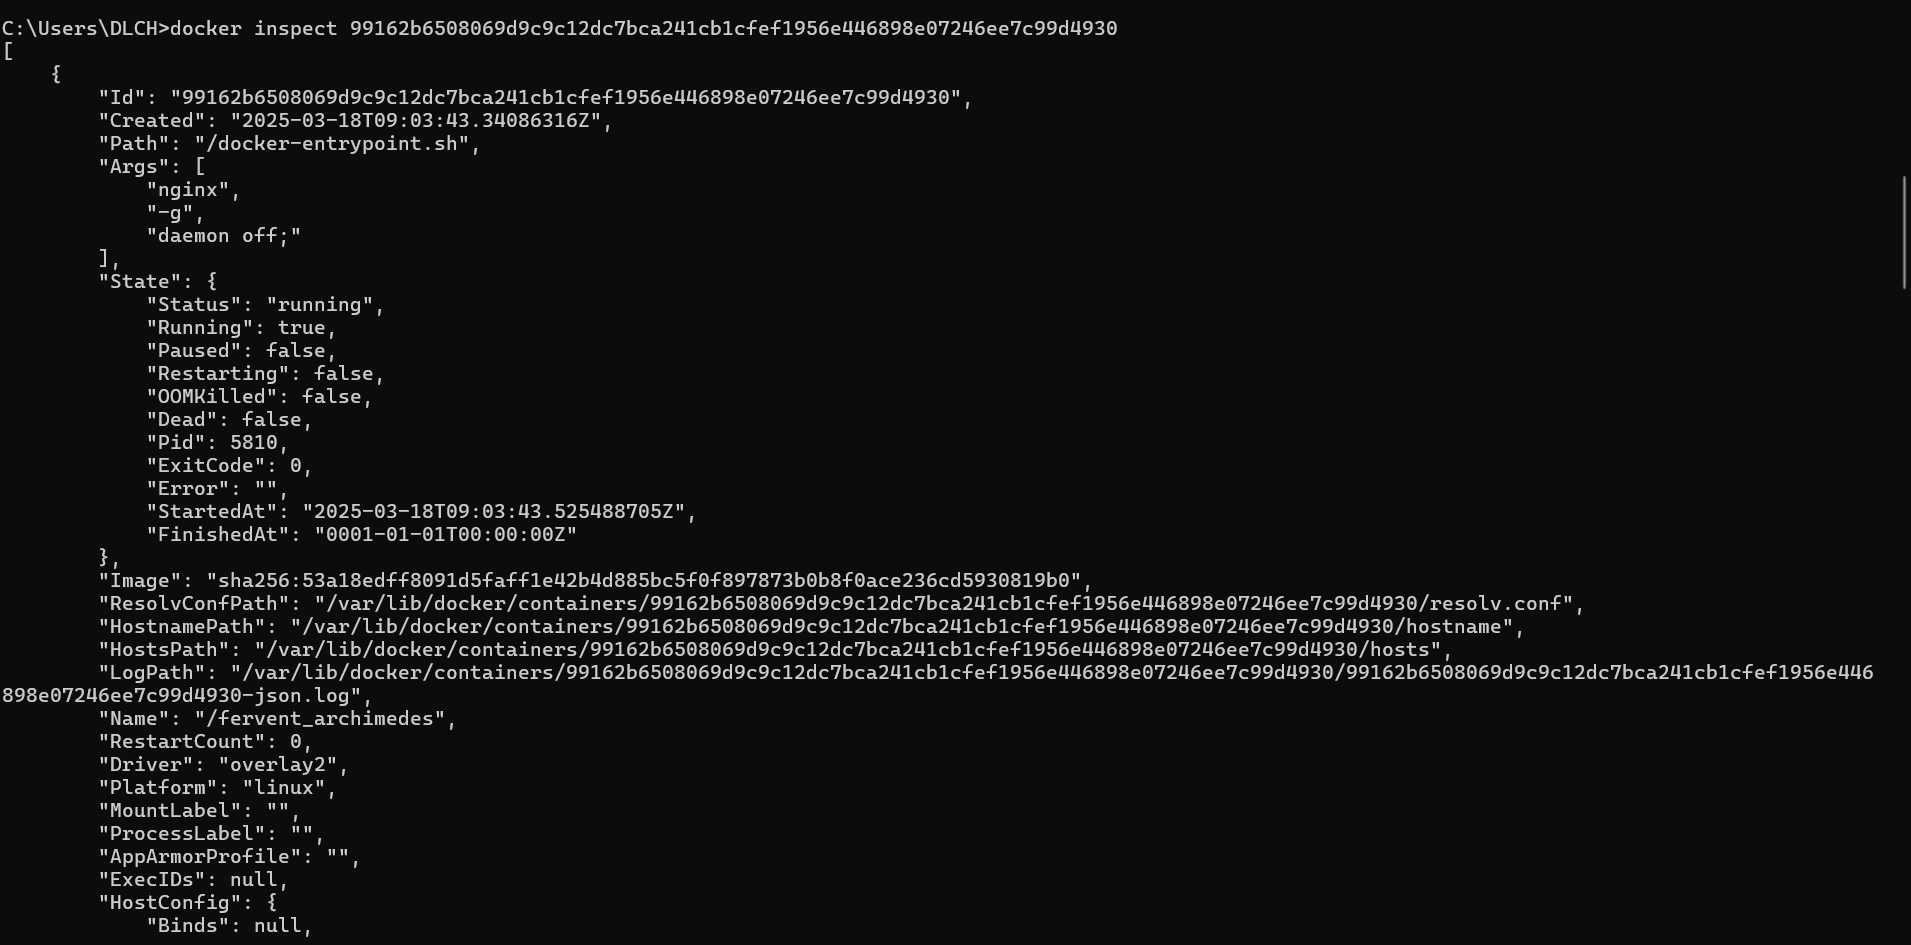 C:\Users\DLCH>docker inspect 99162b6508069d9c9c12dc7bca241cb1cfef1956e446898e07246ee7c99d4930
[
    {
        "Id": "99162b6508069d9c9c12dc7bca241cb1cfef1956e446898e07246ee7c99d4930",
        "Created": "2025-03-18T09:03:43.34086316Z",
        "Path": "/docker-entrypoint.sh",
        "Args": [
            "nginx",
            "-g",
            "daemon off;"
        ],
        "State": {
            "Status": "running",
            "Running": true,
            "Paused": false,
            "Restarting": false,
            "OOMKilled": false,
            "Dead": false,
            "Pid": 5810,
            "ExitCode": 0,
            "Error": "",
            "StartedAt": "2025-03-18T09:03:43.525488705Z",
            "FinishedAt": "0001-01-01T00:00:00Z"
        },
        "Image": "sha256:53a18edff8091d5faff1e42b4d885bc5f0f897873b0b8f0ace236cd5930819b0",
        "ResolvConfPath": "/var/lib/docker/containers/99162b6508069d9c9c12dc7bca241cb1cfef1956e446898e07246ee7c99d4930/resolv.conf",
        "HostnamePath": "/var/lib/docker/containers/99162b6508069d9c9c12dc7bca241cb1cfef1956e446898e07246ee7c99d4930/hostname",
        "HostsPath": "/var/lib/docker/containers/99162b6508069d9c9c12dc7bca241cb1cfef1956e446898e07246ee7c99d4930/hosts",
        "LogPath": "/var/lib/docker/containers/99162b6508069d9c9c12dc7bca241cb1cfef1956e446898e07246ee7c99d4930/99162b6508069d9c9c12dc7bca241cb1cfef1956e446
898e07246ee7c99d4930-json.log",
        "Name": "/fervent_archimedes",
        "RestartCount": 0,
        "Driver": "overlay2",
        "Platform": "linux",
        "MountLabel": "",
        "ProcessLabel": "",
        "AppArmorProfile": "",
        "ExecIDs": null,
        "HostConfig": {
            "Binds": null,